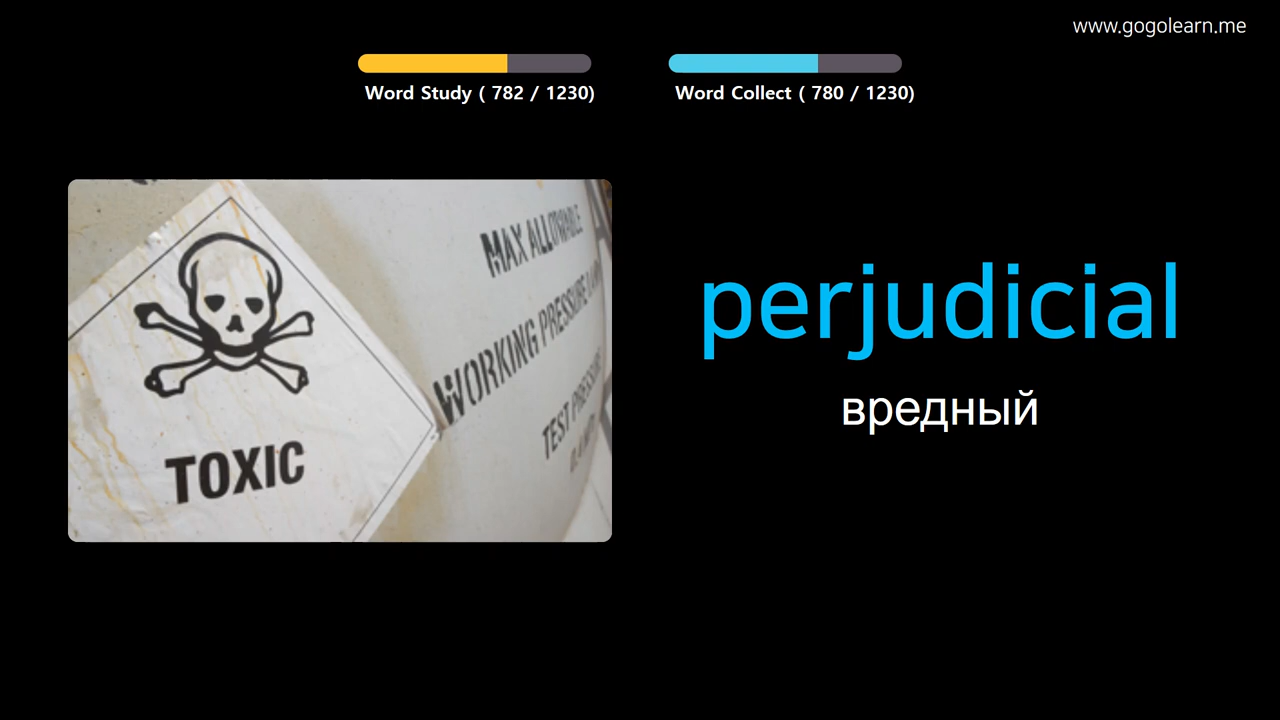 www.gogolearn.me
Word Study ( 782 / 1230)
Word Collect ( 780 / 1230)
MAX ALLOWABLE
WORKING PRESSURE
TEST PRESSURE
TOXIC
perjudicial
вредный